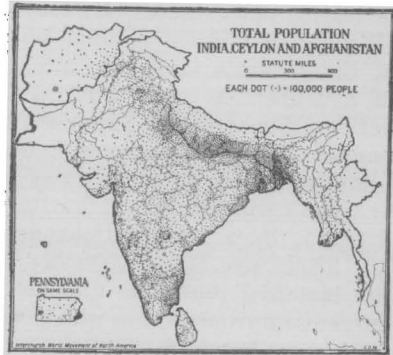 TOTAL POPULATION
INDIA, CEYLON AND AFGHANISTAN
STATUTE MILES
0 300 600
EACH DOT (·) = 100,000 PEOPLE
PENNSYLVANIA
ON SAME SCALE
Interchurch World Movement of North America